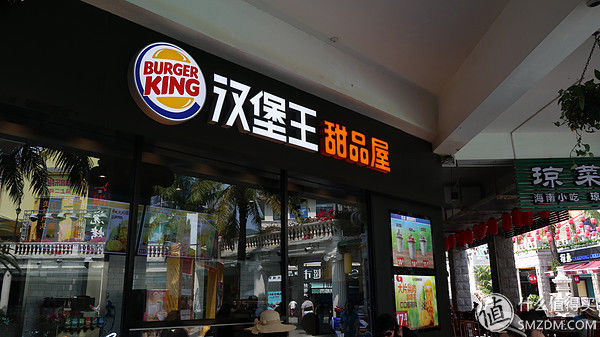 BURGER
KING
汉堡王 甜品屋
琼菜
海南小吃 琼
值 什么值得买
SMZDM.COM